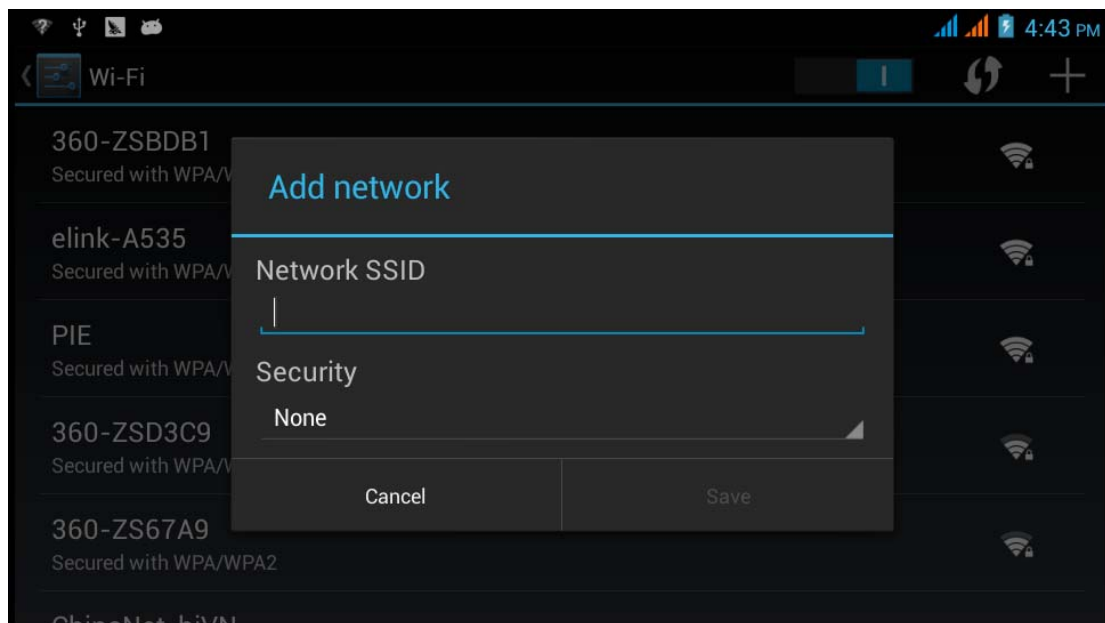 4:43 PM
Wi-Fi
360-ZSBDB1
Secured with WPA/W
Add network
elink-A535
Secured with WPA/W
Network SSID
PIE
Secured with WPA/W
Security
None
360-ZSD3C9
Secured with WPA/W
Cancel
Save
360-ZS67A9
Secured with WPA/WPA2